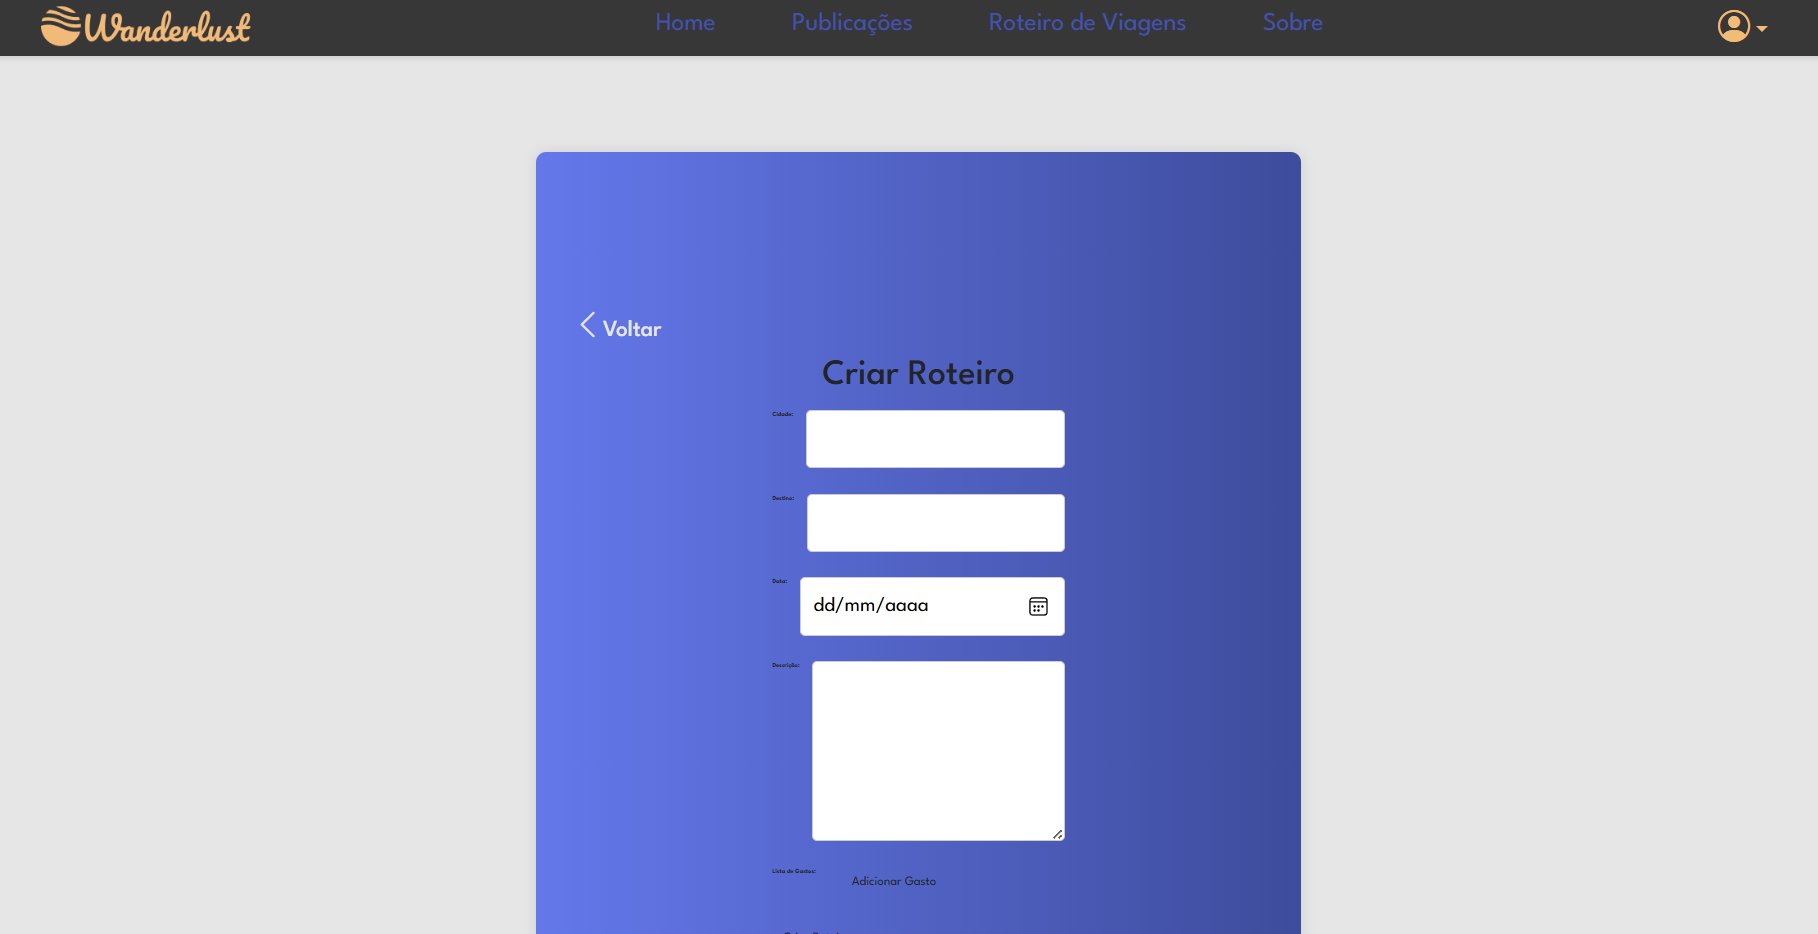 Wanderlust
Home Publicações Roteiro de Viagens Sobre
Voltar
Criar Roteiro
Cidade:
Destino:
Data:
dd/mm/aaaa
Descrição:
Lista de Gastos:
Adicionar Gasto